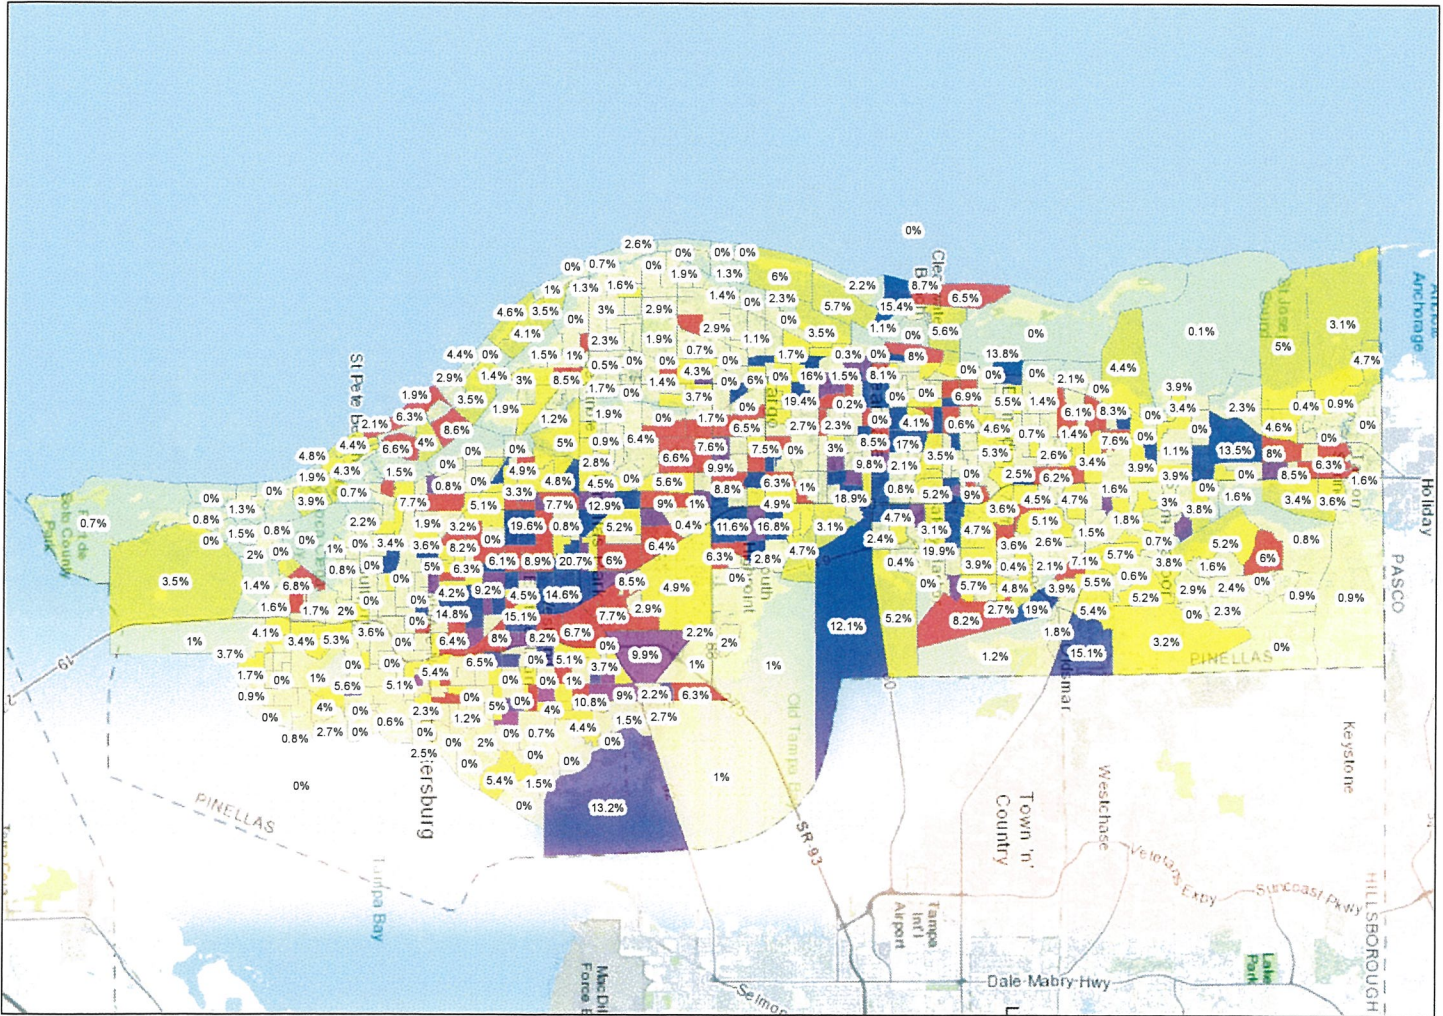 0%
2.6% 0% 0% 0%
0% 0.7% 0% 1.9% 1.3% 6%
1% 1.3% 1.6% 1.4% 0% 2.3% 2.2% 8.7% 6.5%
4.6% 3.5% 0% 3% 2.9% 0% 5.7% 15.4%
4.1% 2.3% 1.9% 2.9% 1.1% 3.5% 1.1% 0% 5.6% 0% 0.1% 5% 3.1%
4.4% 0% 1.5% 1% 0.5% 0% 0% 0.7% 0% 1.7% 0.3% 0% 8% 13.8% 4.7%
2.9% 1.4% 3% 8.5% 1.7% 0% 1.4% 4.3% 0% 6% 0% 16% 1.5% 8.1% 0% 0% 0% 2.1% 4.4% 0% 3.9%
1.9% 3.5% 1.9% 1.2% 1.9% 3.7% 0% 19.4% 0.2% 0% 0% 6.9% 5.5% 1.4% 6.1% 8.3% 0% 3.4% 2.3% 0.4% 0.9%
2.1% 6.3% 8.6% 0% 1.7% 6.5% 2.7% 2.3% 0% 4.1% 0.6% 4.6% 0.7% 1.4% 7.6% 0% 0% 4.6% 0% 0%
4.4% 6.6% 4% 0% 0% 5% 0.9% 6.4% 7.6% 7.5% 0% 3% 8.5% 17% 3.5% 5.3% 2.6% 3.4% 1.1% 13.5% 8%
4.8% 4.3% 1.5% 0% 4.9% 2.8% 6.6% 9.9% 9.8% 2.1% 0% 2.5% 6.2% 3.9% 3.9% 0% 0% 8.5% 6.3% 1.6%
1.9% 0.7% 0.8% 0% 3.3% 4.8% 4.5% 0% 5.6% 8.8% 6.3% 1% 18.9% 0.8% 5.2% 9% 4.5% 4.7% 1.6% 0% 1.6% 3.4% 3.6%
0% 0% 1.3% 3.9% 7.7% 5.1% 7.7% 12.9% 9% 1% 4.9% 4.7% 3.6% 3% 3.8%
0.7% 0.8% 1.5% 0.8% 2.2% 1.9% 3.2% 19.6% 0.8% 5.2% 0.4% 11.6% 16.8% 3.1% 2.4% 3.1% 4.7% 5.1% 1.5% 1.8%
0% 2% 0% 0% 1% 0% 3.4% 3.6% 8.2% 0% 6.4% 6.3% 2.8% 4.7% 0.4% 19.9% 3.6% 2.6% 5.7% 0.7% 5.2% 6% 0.8%
3.5% 1.4% 6.8% 0.8% 0% 0% 5% 6.3% 6.1% 8.9% 20.7% 6% 8.5% 0% 0% 3.9% 0.4% 2.1% 7.1% 3.8% 1.6% 0%
1.6% 1.7% 2% 0% 0% 4.2% 9.2% 4.5% 14.6% 4.9% 5.7% 4.8% 3.9% 5.5% 0.6% 5.2% 2.9% 2.4% 0.9% 0.9%
0% 14.8% 15.1% 7.7% 2.9% 12.1% 5.2% 8.2% 2.7% 19% 5.4% 0% 2.3%
1% 4.1% 3.4% 5.3% 3.6% 0% 6.4% 8% 8.2% 6.7% 0% 2.2% 2% 1.8% 3.2% 0%
3.7% 0% 0% 6.5% 0% 5.1% 3.7% 9.9% 1% 1% 1.2% 15.1%
1.7% 0% 1% 5.6% 5.1% 5.4% 0% 0% 1%
0.9% 4% 0% 2.3% 0% 5% 0% 4% 10.8% 9% 2.2% 6.3%
0% 0.6% 1.2% 4.4% 1.5% 2.7%
0.8% 2.7% 0% 0% 0% 2% 0% 0.7% 0%
2.5% 0% 0% 0%
0% 5.4% 1.5% 1%
0% 13.2%
St Pete
Anchorage
Holiday
PASCO
Keystone
PINELLAS
HILLSBOROUGH
Westchase
Town 'n'
Country
Veterans Expy
Suncoast Pkwy
Tampa
Int'l
Airport
Lake
Park
Dale Mabry Hwy
SR-93
19
PINELLAS
Tampa Bay